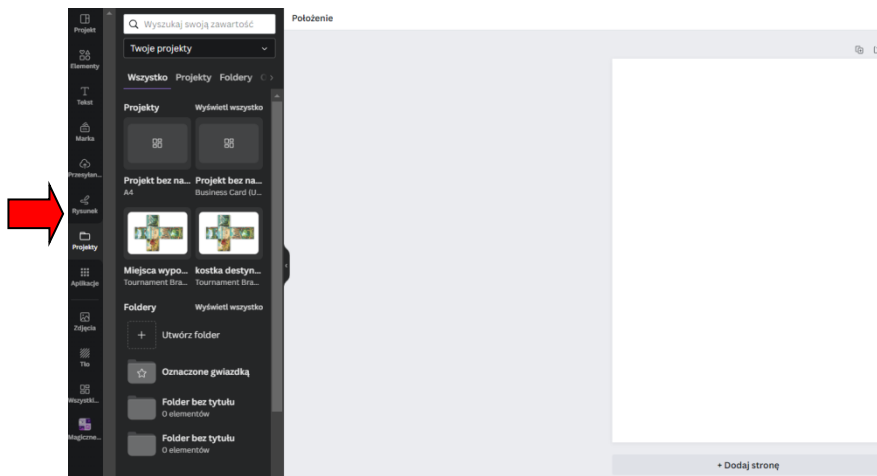 Projekt
Elementy
Tekst
Marka
Przesyłan...
Rysunek
Projekty
Aplikacje
Zdjęcia
Tło
Wszystki...
Magiczne...
Wyszukaj swoją zawartość
Twoje projekty
Wszystko Projekty Foldery
Projekty Wyświetl wszystko
Projekt bez na... Projekt bez na...
A4 Business Card (U...
Miejsca wypo... kostka destyn...
Tournament Bra... Tournament Bra...
Foldery Wyświetl wszystko
+ Utwórz folder
Oznaczone gwiazdką
Folder bez tytułu
0 elementów
Folder bez tytułu
0 elementów
Położenie
+ Dodaj stronę